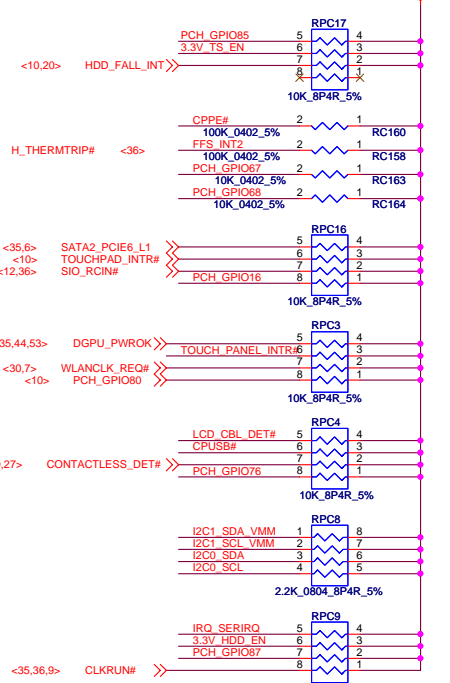 RPC17
PCH_GPIO85 5 4
3.3V_TS_EN 6 3
<10,20> HDD_FALL_INT 7 2
8 1
10K_8P4R_5%
CPPE# 2 1
100K_0402_5% RC160
FFS_INT2 2 1
H_THERMTRIP# <36>
100K_0402_5% RC158
PCH_GPIO67 2 1
10K_0402_5% RC163
PCH_GPIO68 2 1
10K_0402_5% RC164
RPC16
<35,6> SATA2_PCIE6_L1 5 4
<10> TOUCHPAD_INTR# 6 3
<12,36> SIO_RCIN# 7 2
PCH_GPIO16 8 1
10K_8P4R_5%
RPC3
35,44,53> DGPU_PWROK 5 4
TOUCH_PANEL_INTR# 6 3
<30,7> WLANCLK_REQ# 7 2
<10> PCH_GPIO80 8 1
10K_8P4R_5%
RPC4
LCD_CBL_DET# 5 4
CPUSB# 6 3
,27> CONTACTLESS_DET# 7 2
PCH_GPIO76 8 1
10K_8P4R_5%
RPC8
I2C1_SDA_VMM 1 8
I2C1_SCL_VMM 2 7
I2C0_SDA 3 6
I2C0_SCL 4 5
2.2K_0804_8P4R_5%
RPC9
IRQ_SERIRQ 5 4
3.3V_HDD_EN 6 3
PCH_GPIO87 7 2
<35,36,9> CLKRUN# 8 1